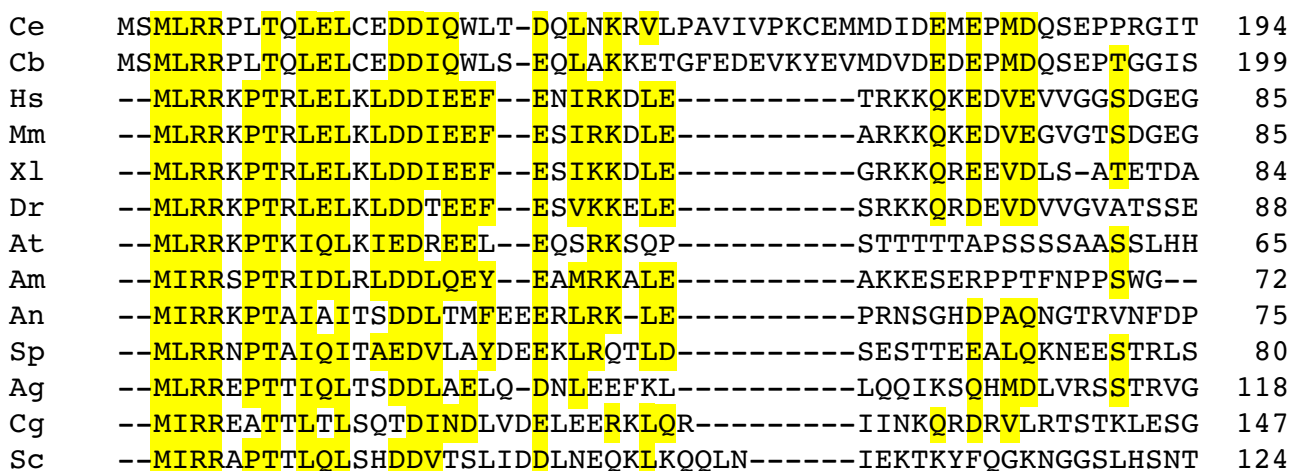 Ce MSMLRRPLTQLELCEDDIQWLT-DQLNKRVLPAVIVPKCEMMDIDEMEPMDQSEPPRGIT 194
Cb MSMLRRPLTQLELCEDDIQWLS-EQLAKKETGFEDEVKYEVMDVDEDEPMDQSEPTGGIS 199
Hs --MLRRKPTRLELKLDDIEEF--ENIRKDLE----------TRKKQKEDVEVVGGSDGEG 85
Mm --MLRRKPTRLELKLDDIEEF--ESIRKDLE----------ARKKQKEDVEGVGTSDGEG 85
Xl --MLRRKPTRLELKLDDIEEF--ESIKKDLE----------GRKKQREEVDLS-ATETDA 84
Dr --MLRRKPTRLELKLDDTEEF--ESVKKELE----------SRKKQRDEVDVVGVATSSE 88
At --MLRRKPTKIQLKIEDREEL--EQSRKSQP----------STTTTTAPSSSSAASSLHH 65
Am --MIRRSPTRIDLRLDDLQEY--EAMRKALE----------AKKESERPPTFNPPSWG-- 72
An --MIRRKPTAIAITSDDLTMFEEERLRK-LE----------PRNSGHDPAQNGTRVNFDP 75
Sp --MLRRNPTAIQITAEDVLAYDEEKLRQTLD----------SESTTEEALQKNEESTRLS 80
Ag --MLRREPTTIQLTSDDLAELQ-DNLEEFKL----------LQQIKSQHMDLVRSSTRVG 118
Cg --MIRREATTLTLSQTDINDLVDELEERKLQR---------IINKQRDRVLRTSTKLESG 147
Sc --MIRRAPTTLQLSHDDVTSLIDDLNEQKLKQQLN------IEKTKYFQGKNGGSLHSNT 124